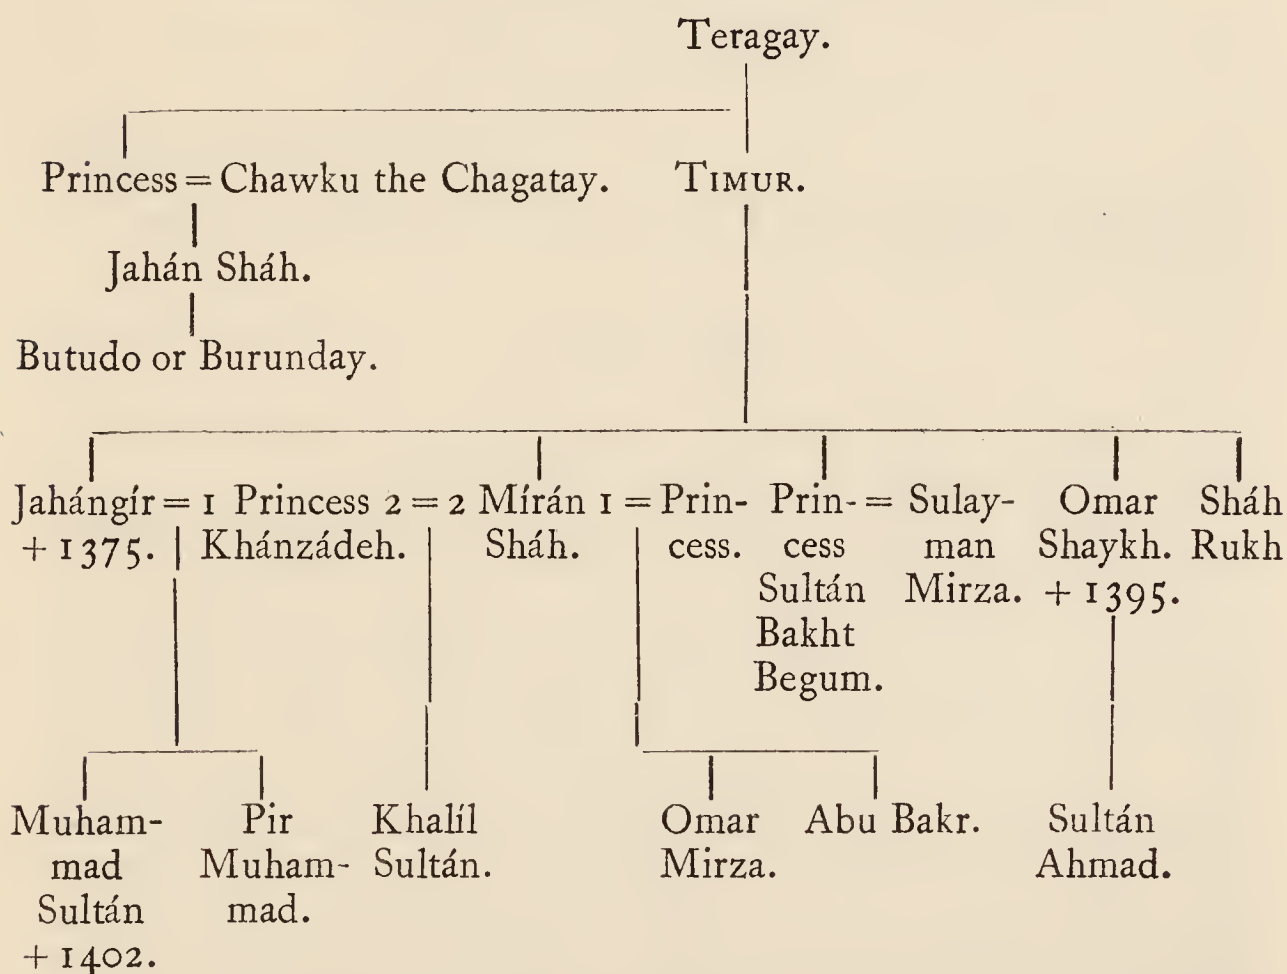 Teragay.
Princess = Chawku the Chagatay. TIMUR.
Jahán Sháh.
Butudo or Burunday.
Jahángír = 1 Princess 2 = 2 Mírán 1 = Prin- Prin- = Sulay- Omar Sháh
+ 1375. Khánzádeh. Sháh. cess. cess man Shaykh. Rukh
Sultán Mirza. + 1395.
Bakht
Begum.
Muham- Pir Khalíl Omar Abu Bakr. Sultán
mad Muham- Sultán. Mirza. Ahmad.
Sultán mad.
+ 1402.